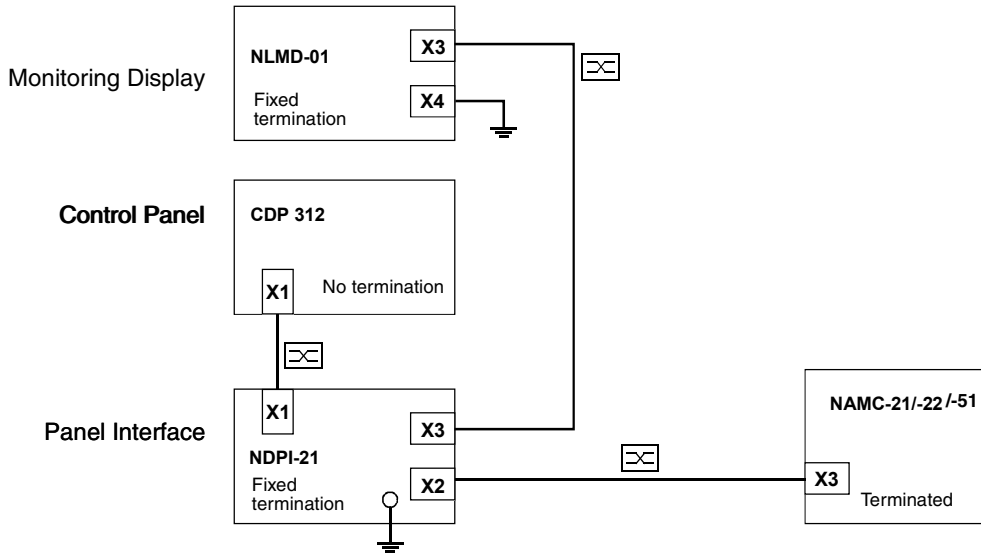 Monitoring Display
NLMD-01
Fixed
termination
X3
X4
Control Panel
CDP 312
X1
No termination
Panel Interface
X1
NDPI-21
Fixed
termination
X3
X2
NAMC-21/-22/-51
X3
Terminated